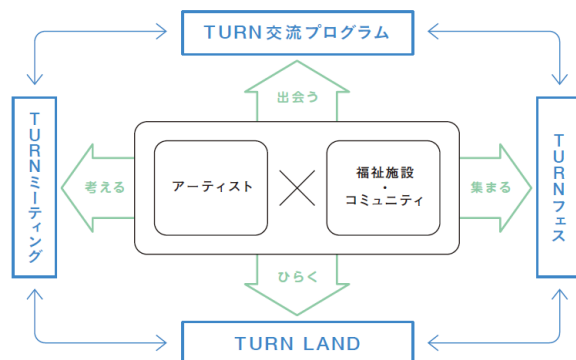 TURN交流プログラム
出会う
TURNミーティング
考える
アーティスト
福祉施設
・
コミュニティ
集まる
TURNフェス
ひらく
TURN LAND